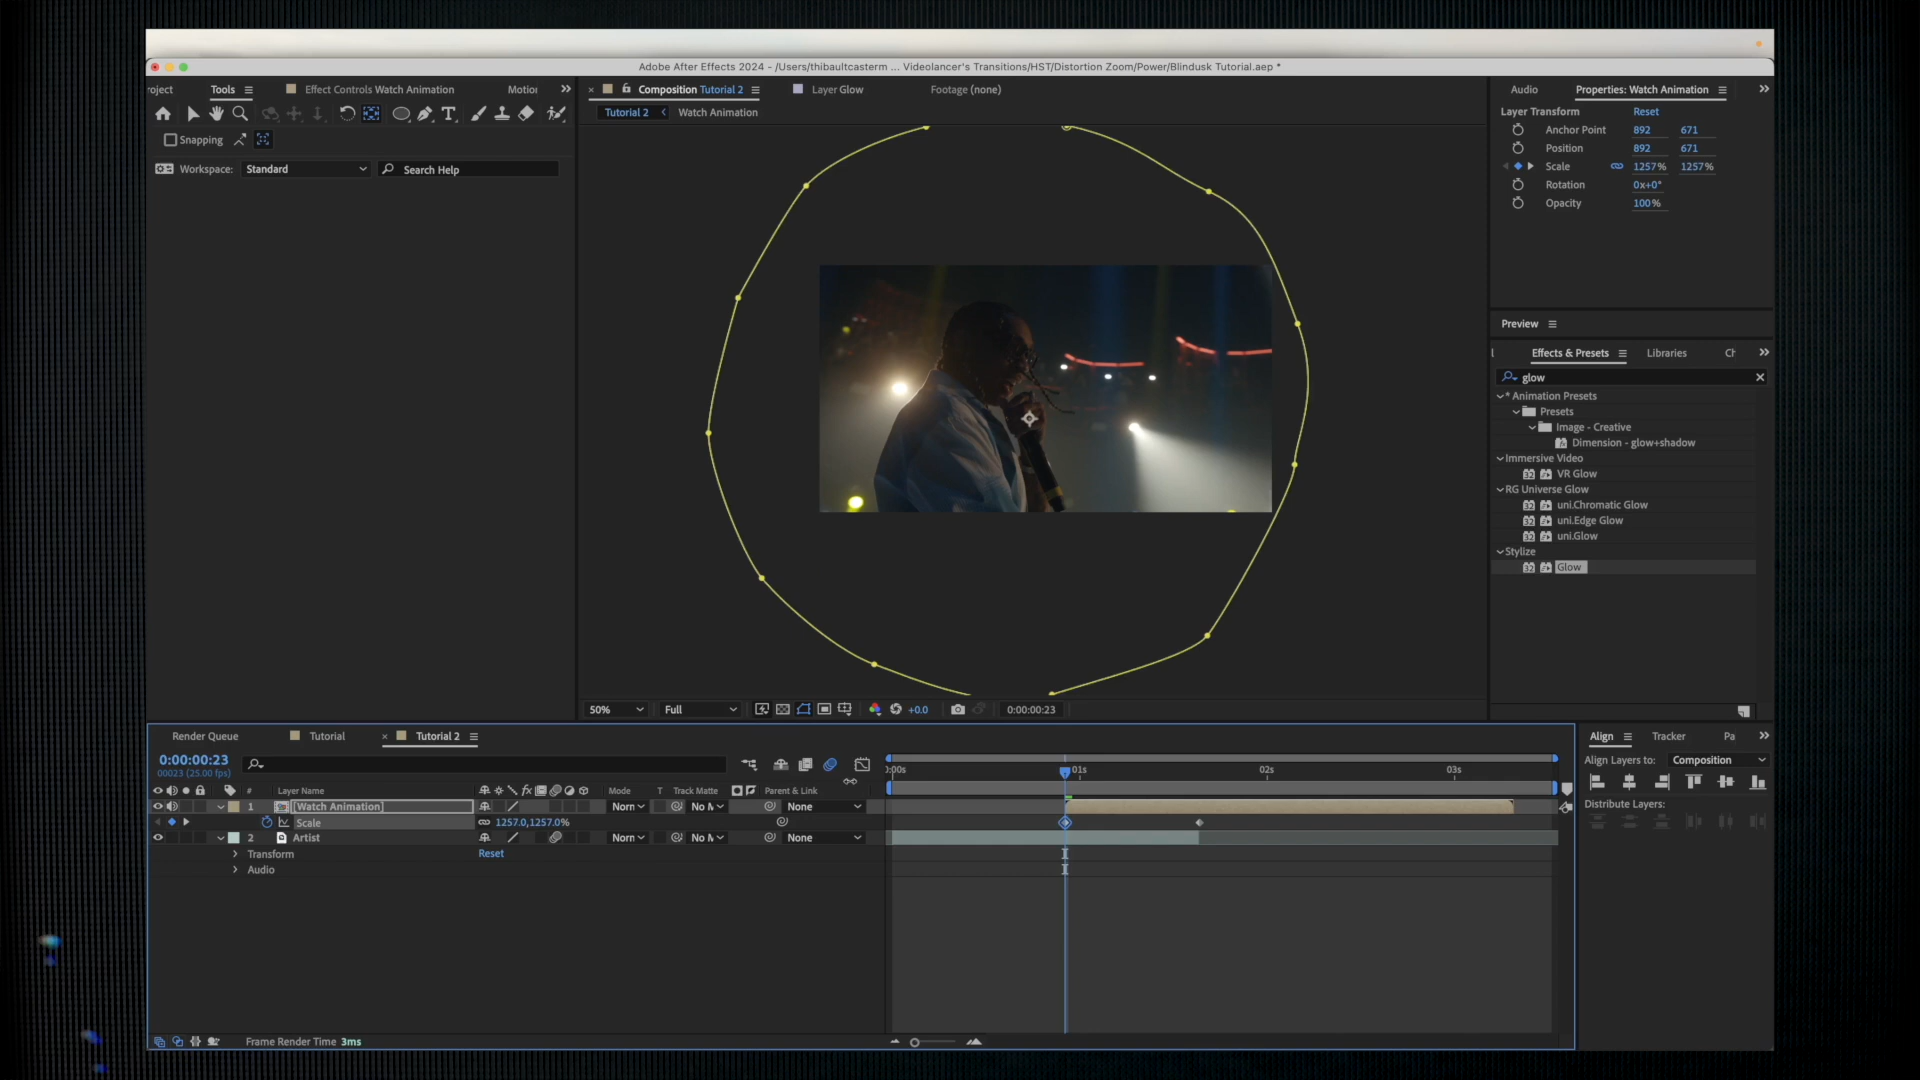 Adobe After Effects 2024 - /Users/thibaultcasterm ... Videolancer's Transitions/HST/Distortion Zoom/Power/Blindusk Tutorial.aep *
oject Tools Effect Controls Watch Animation Motion
Composition Tutorial 2 Layer Glow Footage (none)
Audio Properties: Watch Animation
Tutorial 2 Watch Animation
Snapping
Workspace: Standard Search Help
Layer Transform Reset
Anchor Point 892 671
Position 892 671
Scale 1257% 1257%
Rotation 0x+0°
Opacity 100%
Preview
Effects & Presets Libraries
glow
* Animation Presets
Presets
Image - Creative
Dimension - glow+shadow
Immersive Video
VR Glow
RG Universe Glow
uni.Chromatic Glow
uni.Edge Glow
uni.Glow
Stylize
Glow
50% Full +0.0 0:00:00:23
Render Queue Tutorial Tutorial 2
0:00:00:23
00023 (25.00 fps)
:00s 01s 02s 03s
# Layer Name Mode T Track Matte Parent & Link
1 [Watch Animation] Norn No M None
Scale 1257.0,1257.0%
2 Artist Norn No M None
Transform Reset
Audio
Frame Render Time 3ms
Align Tracker Pa
Align Layers to: Composition
Distribute Layers: